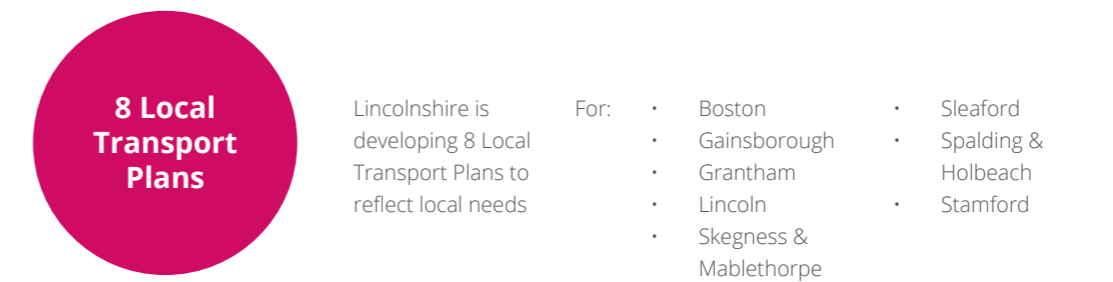 8 Local
Transport
Plans
Lincolnshire is
developing 8 Local
Transport Plans to
reflect local needs
For:
• Boston
• Gainsborough
• Grantham
• Lincoln
• Skegness &
Mablethorpe
• Sleaford
• Spalding &
Holbeach
• Stamford